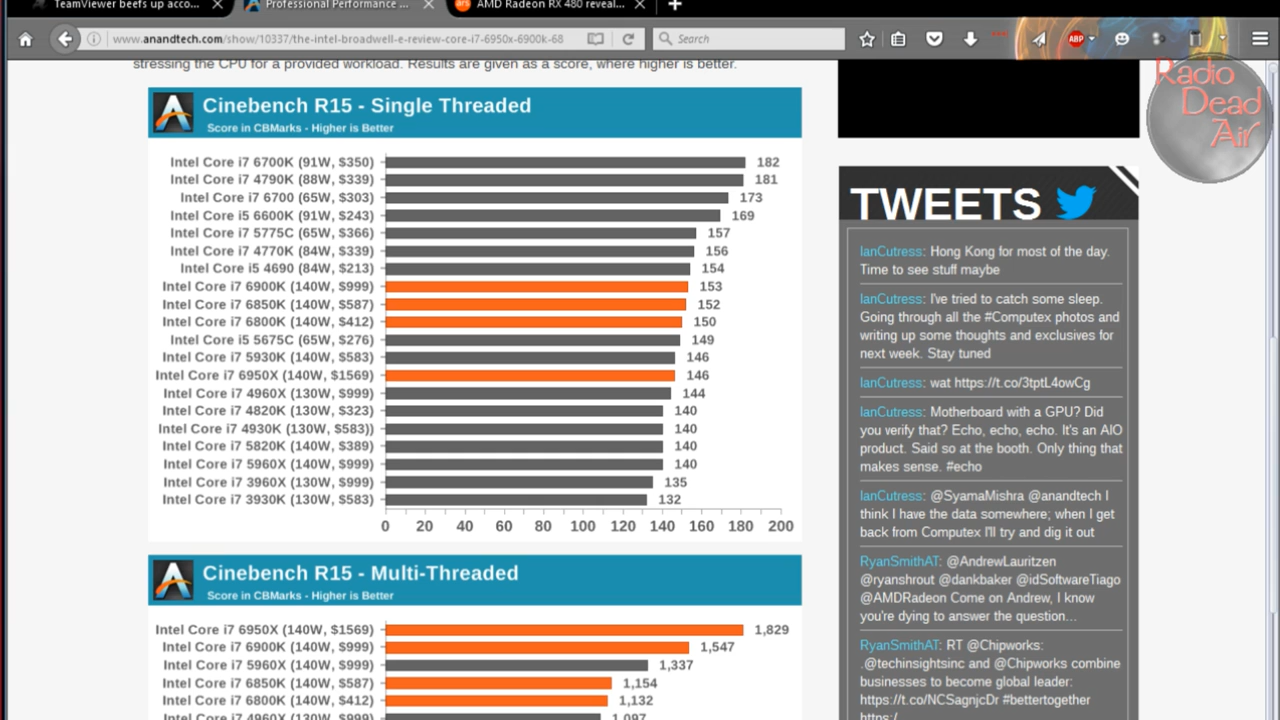 TeamViewer beefs up acco...
Professional Performance ...
AMD Radeon RX 480 reveal...
www.anandtech.com/show/10337/the-intel-broadwell-e-review-core-i7-6950x-6900k-68
Search
ABP
stressing the CPU for a provided workload. Results are given as a score, where higher is better.
Radio
Dead
Air
Cinebench R15 - Single Threaded
Score in CBMarks - Higher is Better
Intel Core i7 6700K (91W, $350) 182
Intel Core i7 4790K (88W, $339) 181
Intel Core i7 6700 (65W, $303) 173
Intel Core i5 6600K (91W, $243) 169
Intel Core i7 5775C (65W, $366) 157
Intel Core i7 4770K (84W, $339) 156
Intel Core i5 4690 (84W, $213) 154
Intel Core i7 6900K (140W, $999) 153
Intel Core i7 6850K (140W, $587) 152
Intel Core i7 6800K (140W, $412) 150
Intel Core i5 5675C (65W, $276) 149
Intel Core i7 5930K (140W, $583) 146
Intel Core i7 6950X (140W, $1569) 146
Intel Core i7 4960X (130W, $999) 144
Intel Core i7 4820K (130W, $323) 140
Intel Core i7 4930K (130W, $583)) 140
Intel Core i7 5820K (140W, $389) 140
Intel Core i7 5960X (140W, $999) 140
Intel Core i7 3960X (130W, $999) 135
Intel Core i7 3930K (130W, $583) 132
0 20 40 60 80 100 120 140 160 180 200
Cinebench R15 - Multi-Threaded
Score in CBMarks - Higher is Better
Intel Core i7 6950X (140W, $1569) 1,829
Intel Core i7 6900K (140W, $999) 1,547
Intel Core i7 5960X (140W, $999) 1,337
Intel Core i7 6850K (140W, $587) 1,154
Intel Core i7 6800K (140W, $412) 1,132
Intel Core i7 4960X (130W, $999) 1,097
TWEETS
IanCutress: Hong Kong for most of the day.
Time to see stuff maybe
IanCutress: I've tried to catch some sleep.
Going through all the #Computex photos and
writing up some thoughts and exclusives for
next week. Stay tuned
IanCutress: wat https://t.co/3tptL4owCg
IanCutress: Motherboard with a GPU? Did
you verify that? Echo, echo, echo. It's an AIO
product. Said so at the booth. Only thing that
makes sense. #echo
IanCutress: @SyamaMishra @anandtech I
think I have the data somewhere; when I get
back from Computex I'll try and dig it out
RyanSmithAT: @AndrewLauritzen
@ryanshrout @dankbaker @idSoftwareTiago
@AMDRadeon Come on Andrew, I know
you're dying to answer the question...
RyanSmithAT: RT @Chipworks:
.@techinsightsinc and @Chipworks combine
businesses to become global leader:
https://t.co/NCSagnjcDr #bettertogether
https:/